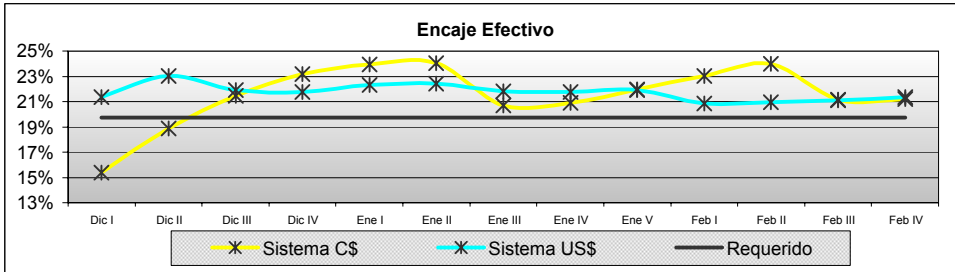 Encaje Efectivo
25%
23%
21%
19%
17%
15%
13%
Dic I Dic II Dic III Dic IV Ene I Ene II Ene III Ene IV Ene V Feb I Feb II Feb III Feb IV
Sistema C$ Sistema US$ Requerido